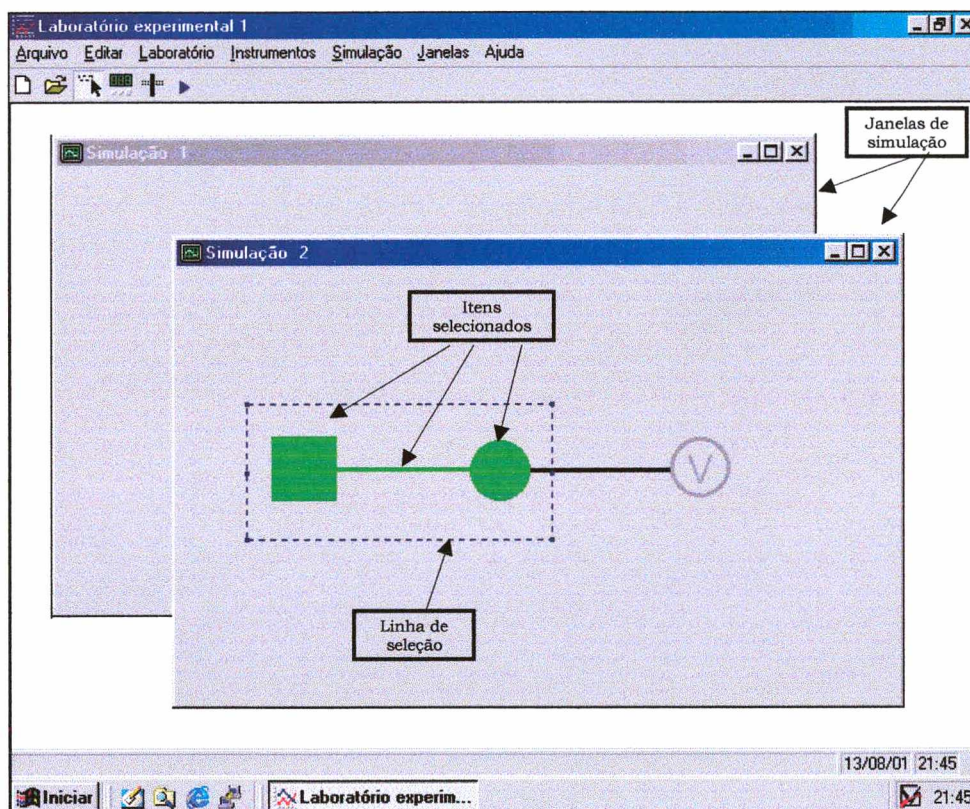 Laboratório experimental 1
Arquivo Editar Laboratório Instrumentos Simulação Janelas Ajuda
Janelas de
simulação
Simulação 1
Simulação 2
Itens
selecionados
V
Linha de
seleção
13/08/01 21:45
Iniciar Laboratório experim... 21:45